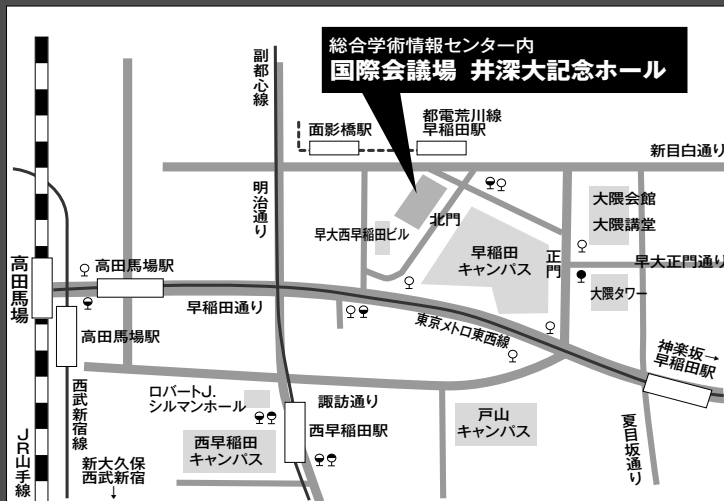 総合学術情報センター内
国際会議場 井深大記念ホール
副都心線
面影橋駅
都電荒川線
早稲田駅
新目白通り
明治通り
早大西早稲田ビル
北門
早稲田
キャンパス
正門
大隈会館
大隈講堂
早大正門通り
大隈タワー
高田馬場
高田馬場駅
早稲田通り
東京メトロ東西線
高田馬場駅
神楽坂→
早稲田駅
西武新宿線
ロバートJ.
シルマンホール
諏訪通り
西早稲田駅
西早稲田
キャンパス
戸山
キャンパス
夏目坂通り
JR山手線
新大久保
西武新宿
↓